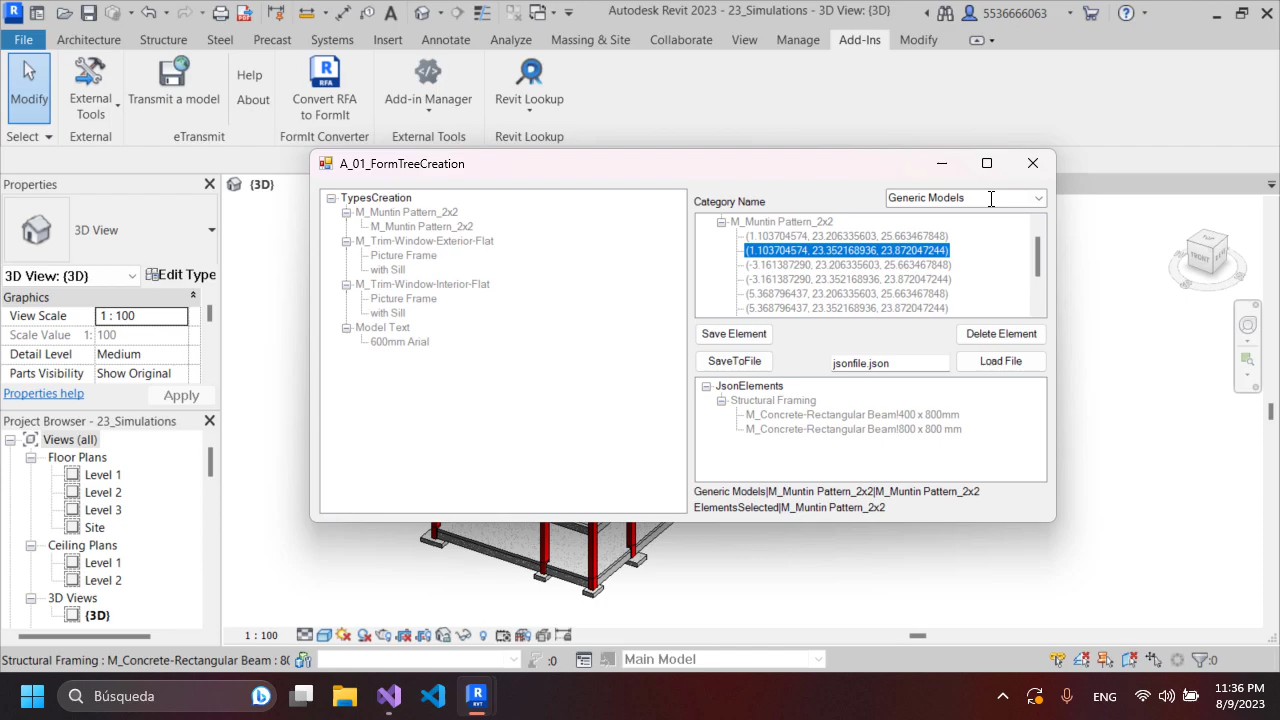 Autodesk Revit 2023 - 23_Simulations - 3D View: {3D}
5536666063
File Architecture Structure Steel Precast Systems Insert Annotate Analyze Massing & Site Collaborate View Manage Add-Ins Modify
Modify
External Tools
Transmit a model
Help
About
Convert RFA to FormIt
Add-in Manager
Revit Lookup
Select
External
eTransmit
FormIt Converter
External Tools
Revit Lookup
Properties
3D View
3D View: {3D}
Edit Type
Graphics
View Scale 1 : 100
Scale Value 1: 100
Detail Level Medium
Parts Visibility Show Original
Properties help
Apply
Project Browser - 23_Simulations
Views (all)
Floor Plans
Level 1
Level 2
Level 3
Site
Ceiling Plans
Level 1
Level 2
3D Views
{3D}
{3D}
A_01_FormTreeCreation
TypesCreation
M_Muntin Pattern_2x2
M_Muntin Pattern_2x2
M_Trim-Window-Exterior-Flat
Picture Frame
with Sill
M_Trim-Window-Interior-Flat
Picture Frame
with Sill
Model Text
600mm Arial
Category Name
Generic Models
M_Muntin Pattern_2x2
(1.103704574, 23.206335603, 25.663467848)
(1.103704574, 23.352168936, 23.872047244)
(-3.161387290, 23.206335603, 25.663467848)
(-3.161387290, 23.352168936, 23.872047244)
(5.368796437, 23.206335603, 25.663467848)
(5.368796437, 23.352168936, 23.872047244)
Save Element
Delete Element
SaveToFile
jsonfile.json
Load File
JsonElements
Structural Framing
M_Concrete-Rectangular Beam!400 x 800mm
M_Concrete-Rectangular Beam!800 x 800 mm
Generic Models|M_Muntin Pattern_2x2|M_Muntin Pattern_2x2
ElementsSelected|M_Muntin Pattern_2x2
FRONT
1 : 100
Structural Framing : M_Concrete-Rectangular Beam : 80
:0
Main Model
:0
Búsqueda
ENG
11:36 PM
8/9/2023